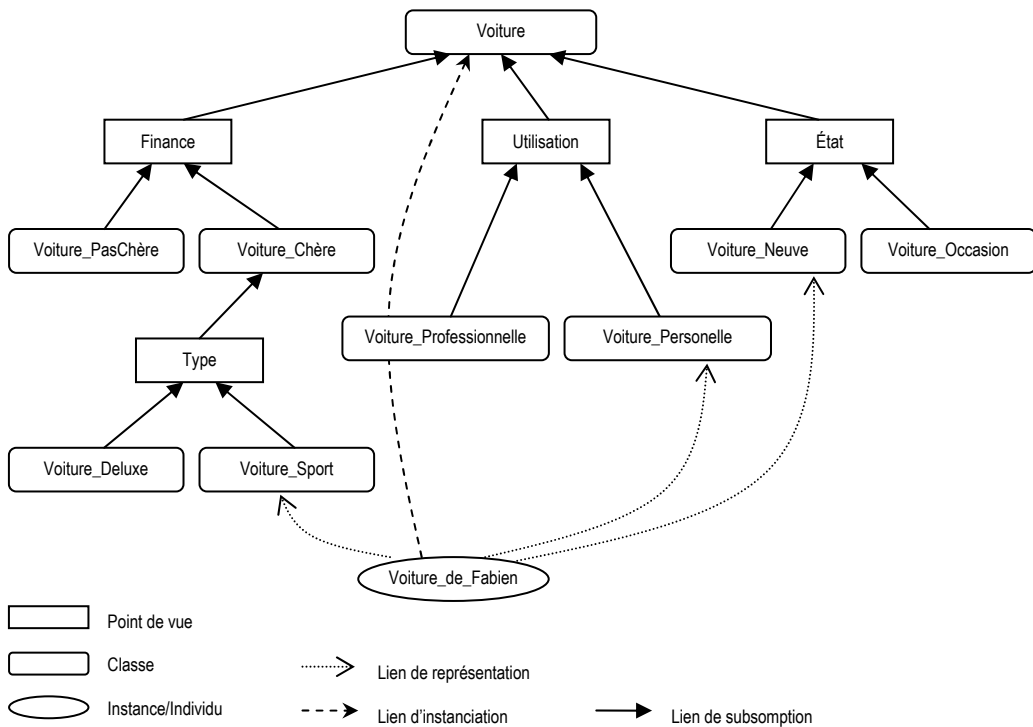 Voiture
Finance
Utilisation
État
Voiture_PasChère
Voiture_Chère
Voiture_Neuve
Voiture_Occasion
Voiture_Professionnelle
Voiture_Personelle
Type
Voiture_Deluxe
Voiture_Sport
Voiture_de_Fabien
Point de vue
Classe
Lien de représentation
Instance/Individu
Lien d’instanciation
Lien de subsomption